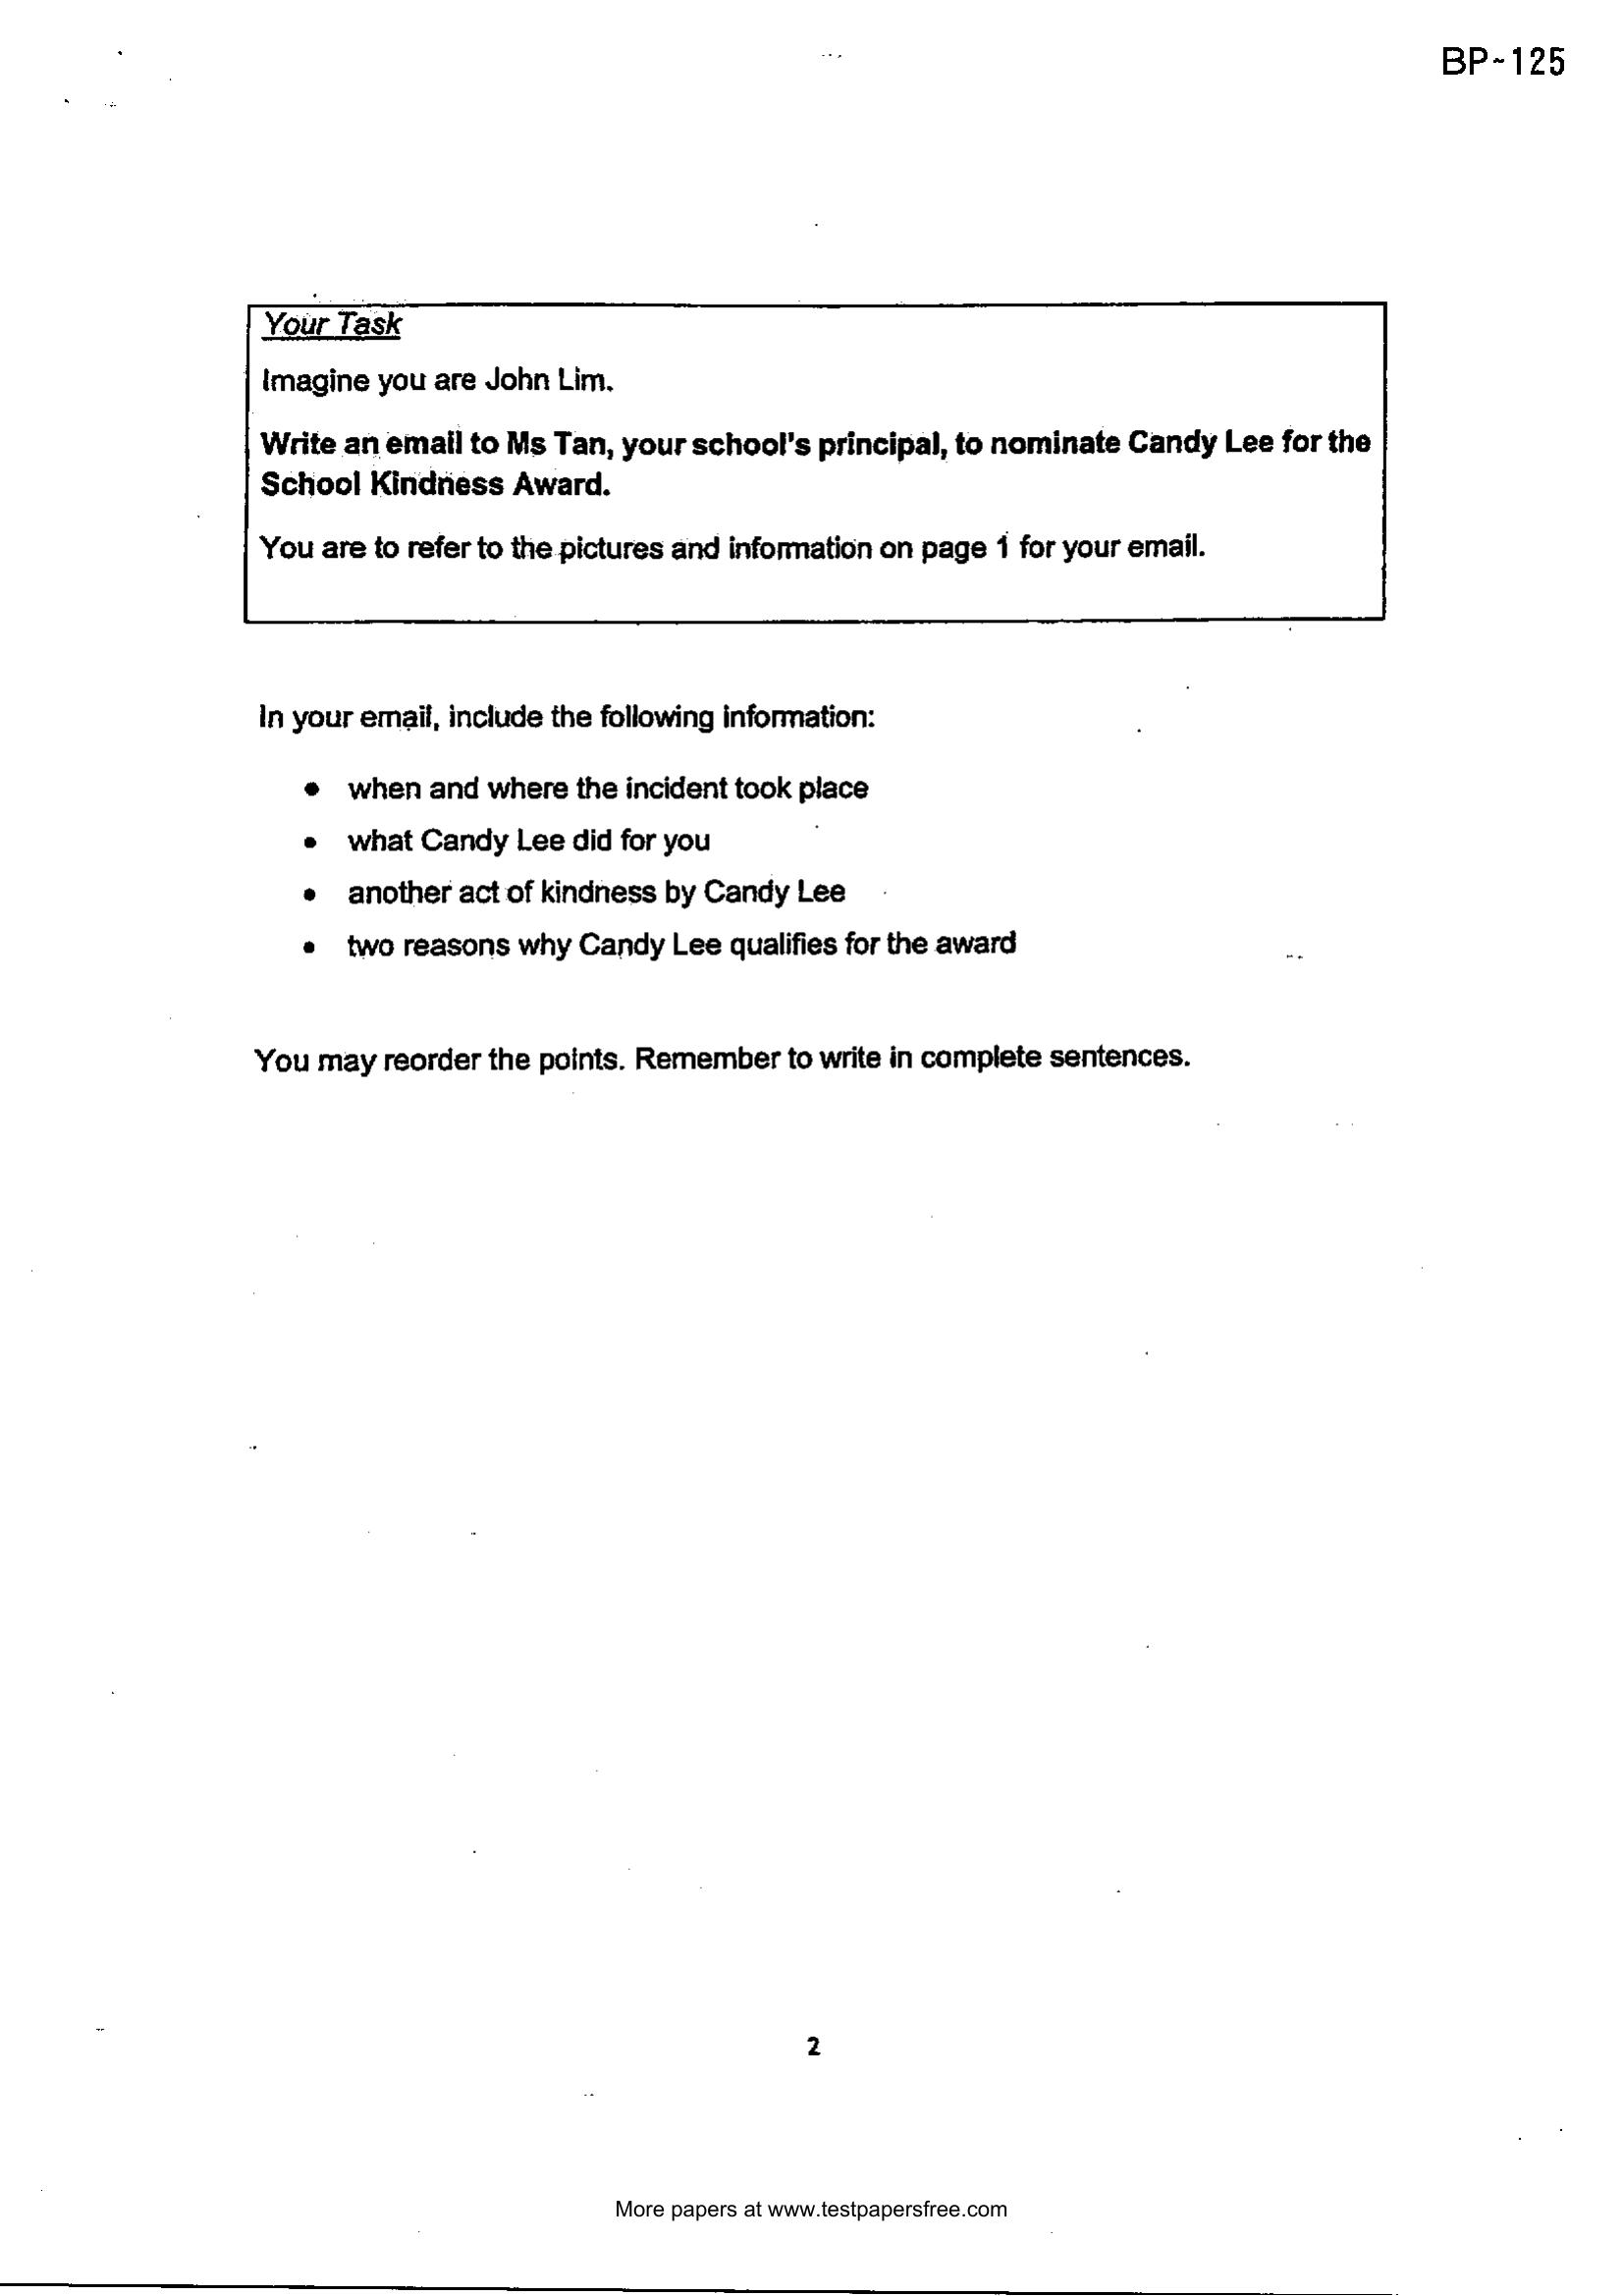 BP~125
Your Task
Imagine you are John Lim.
Write an email to Ms Tan, your school's principal, to nominate Candy Lee for the
School Kindness Award.
You are to refer to the pictures and information on page 1 for your email.
In your email, include the following information:
• when and where the incident took place
• what Candy Lee did for you
• another act of kindness by Candy Lee
• two reasons why Candy Lee qualifies for the award
You may reorder the points. Remember to write in complete sentences.
2
More papers at www.testpapersfree.com